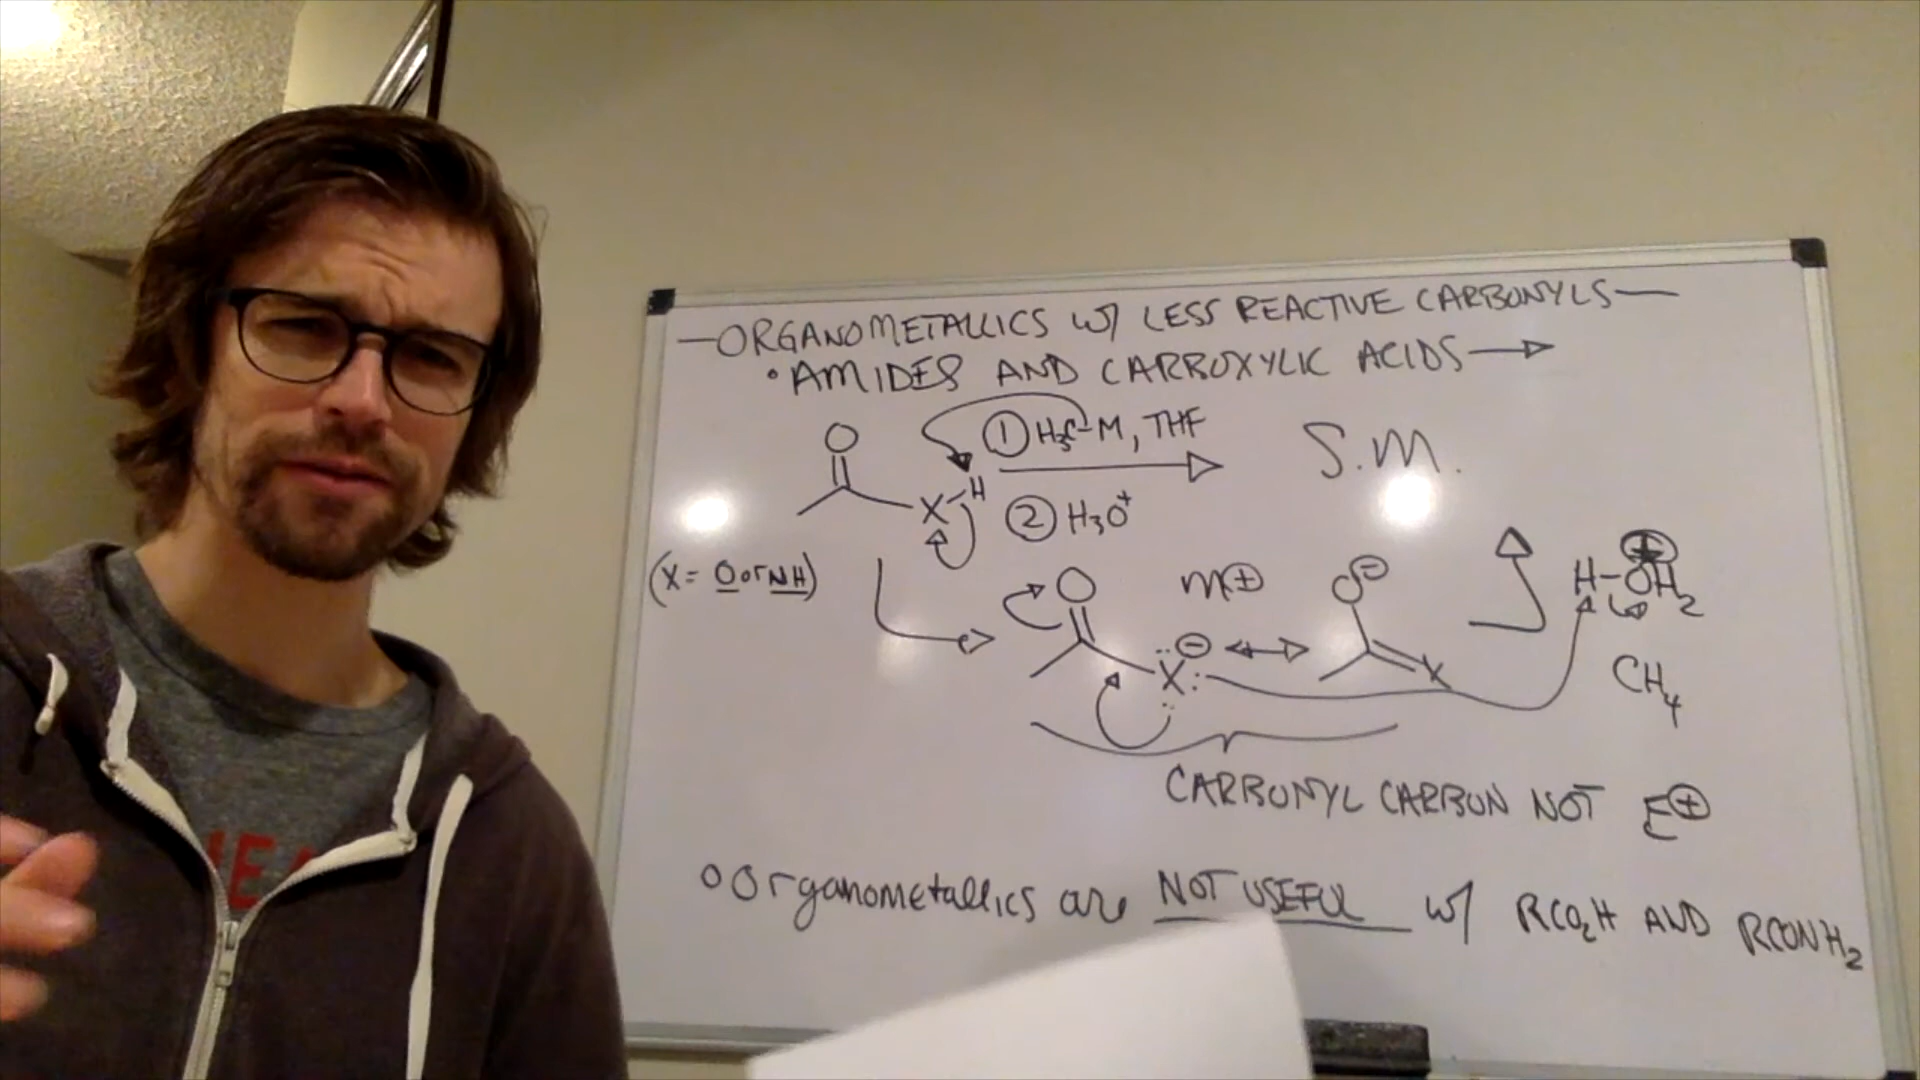 —ORGANOMETALLICS W/ LESS REACTIVE CARBONYLS—
• AMIDES AND CARBOXYLIC ACIDS →
O
① H₃C-M, THF
S.M.
X-H
② H₃O⁺
(X = O or NH)
O M⊕ O⊖ H-OH₂ ⊕
X⊖ ↔ X
CH₄
CARBONYL CARBON NOT E⊕
° Organometallics are NOT USEFUL w/ RCO₂H AND RCONH₂